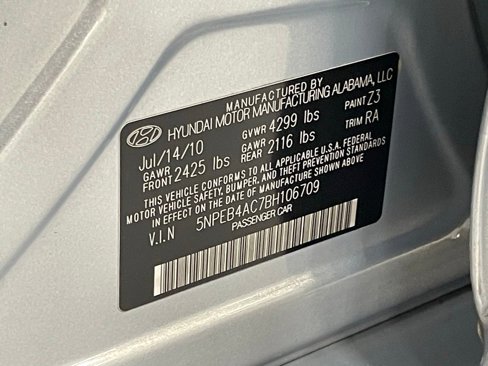 MANUFACTURED BY
HYUNDAI MOTOR MANUFACTURING ALABAMA, LLC
Jul/14/10 GVWR 4299 lbs PAINT Z3
GAWR FRONT 2425 lbs GAWR REAR 2116 lbs TRIM RA
THIS VEHICLE CONFORMS TO ALL APPLICABLE U.S.A. FEDERAL
MOTOR VEHICLE SAFETY, BUMPER, AND THEFT PREVENTION STANDARDS
IN EFFECT ON THE DATE OF MANUFACTURE SHOWN ABOVE.
V.I.N 5NPEB4AC7BH106709
PASSENGER CAR